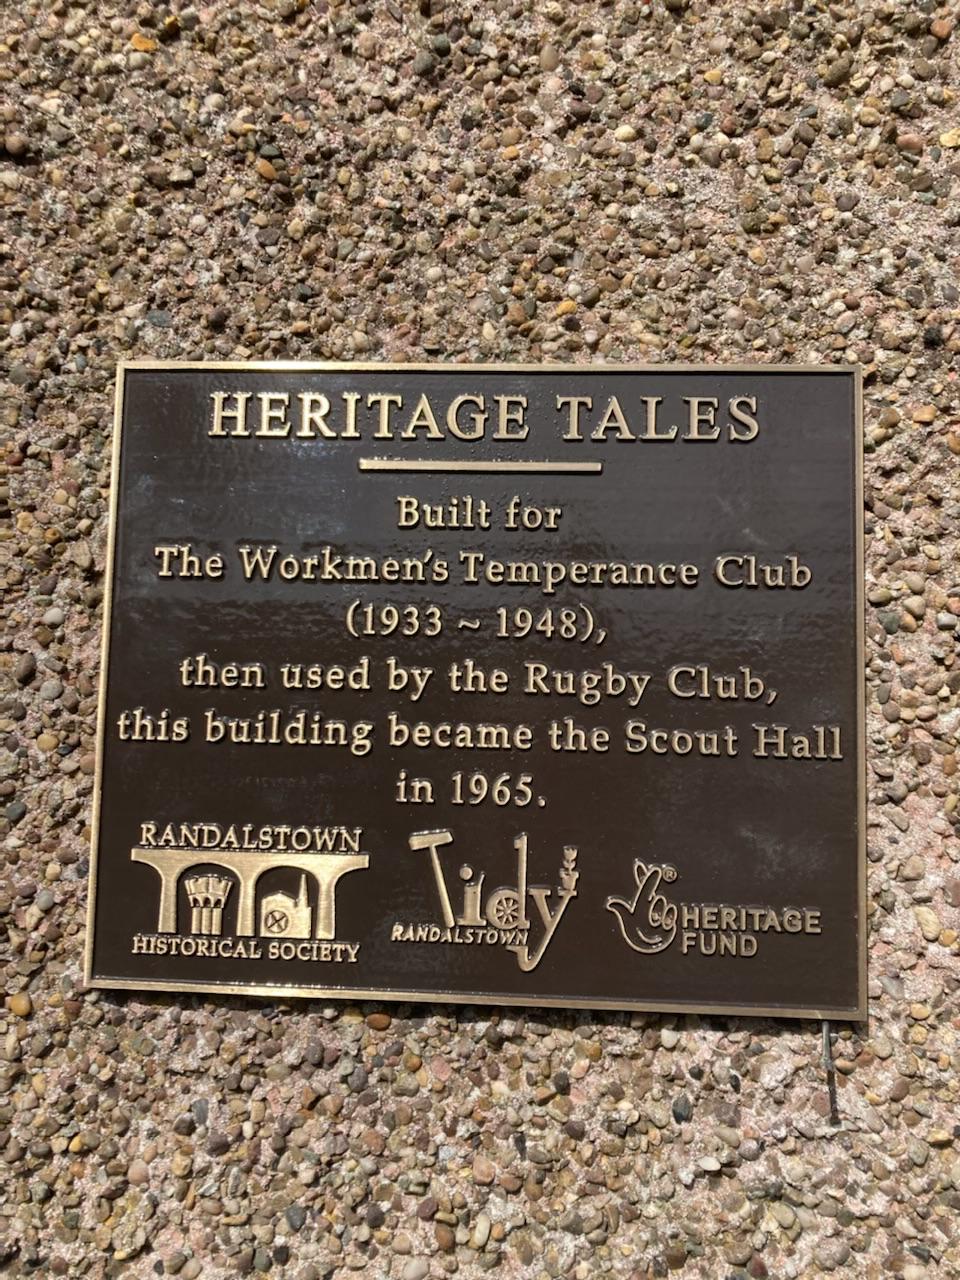 HERITAGE TALES
Built for
The Workmen's Temperance Club
(1933 ~ 1948),
then used by the Rugby Club,
this building became the Scout Hall
in 1965.
RANDALSTOWN
HISTORICAL SOCIETY
Tidy
RANDALSTOWN
®
HERITAGE
FUND